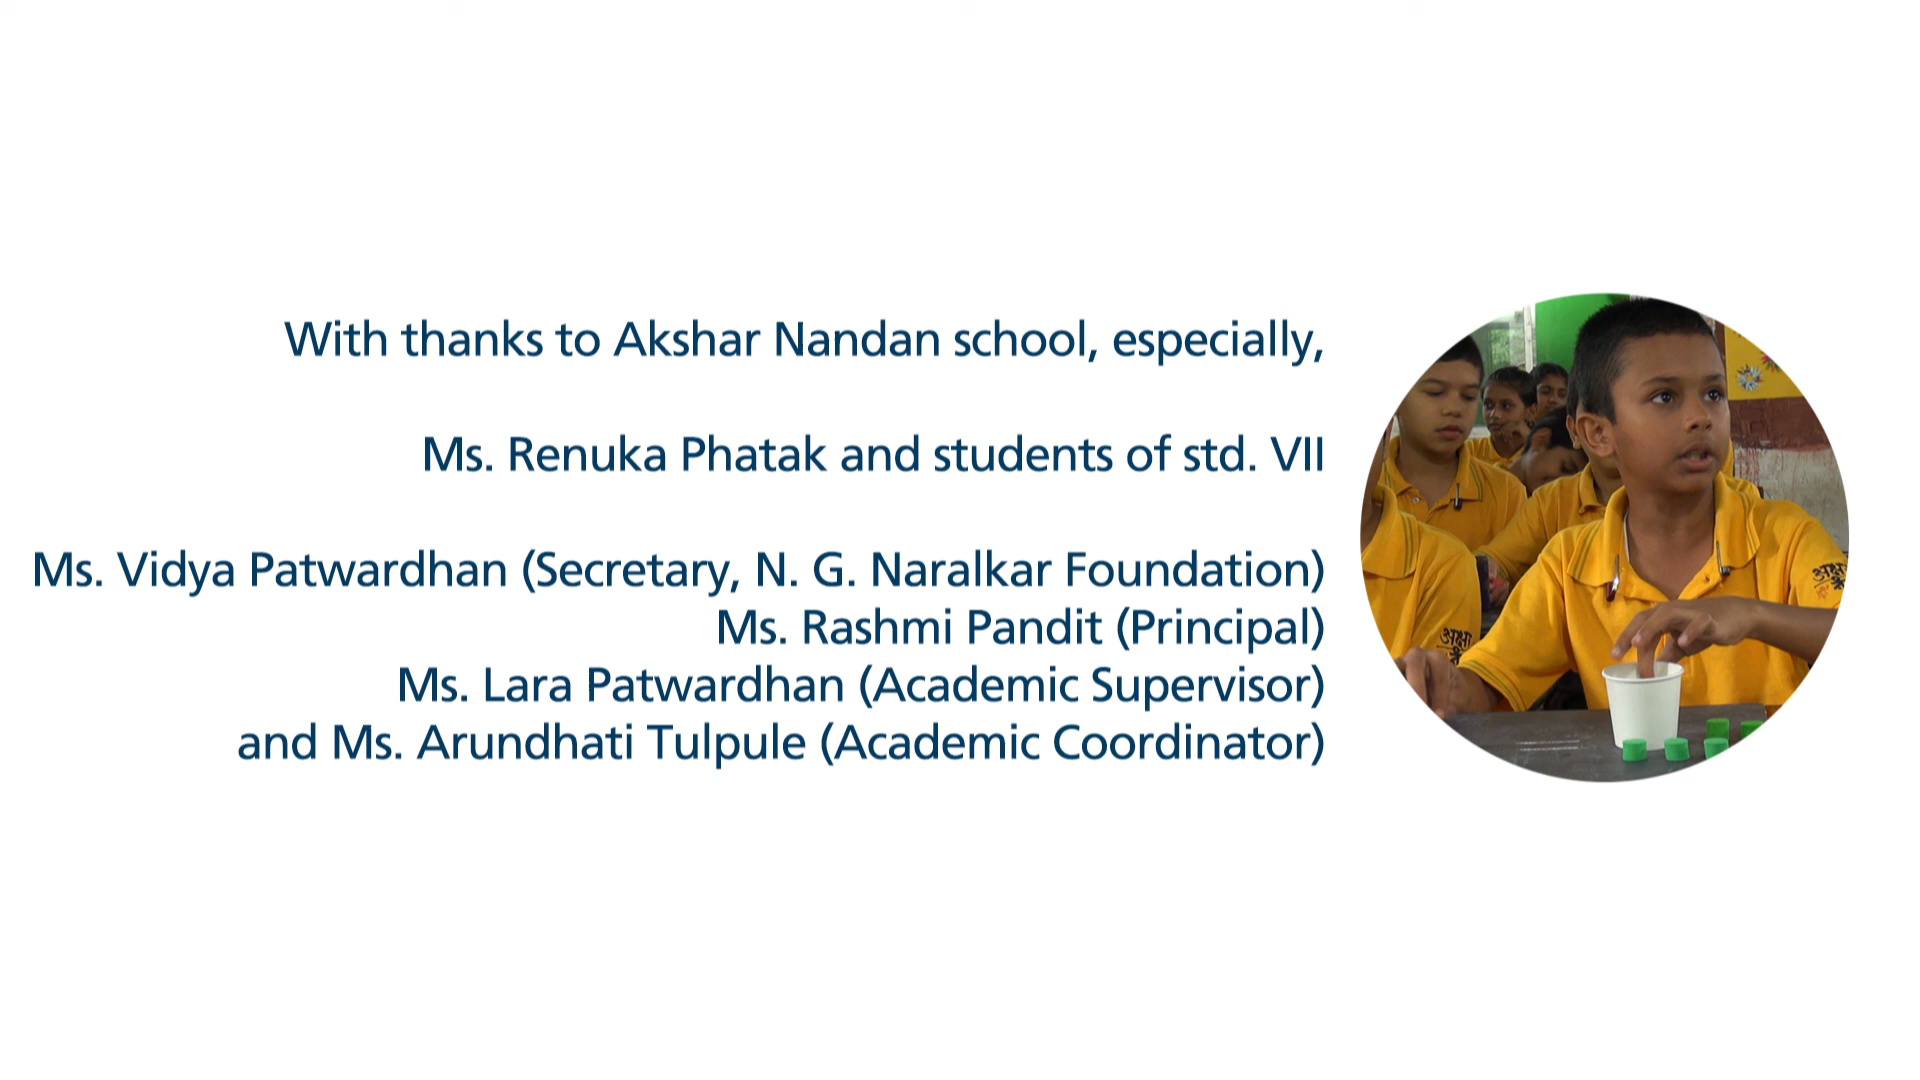 With thanks to Akshar Nandan school, especially,
Ms. Renuka Phatak and students of std. VII
Ms. Vidya Patwardhan (Secretary, N. G. Naralkar Foundation)
Ms. Rashmi Pandit (Principal)
Ms. Lara Patwardhan (Academic Supervisor)
and Ms. Arundhati Tulpule (Academic Coordinator)